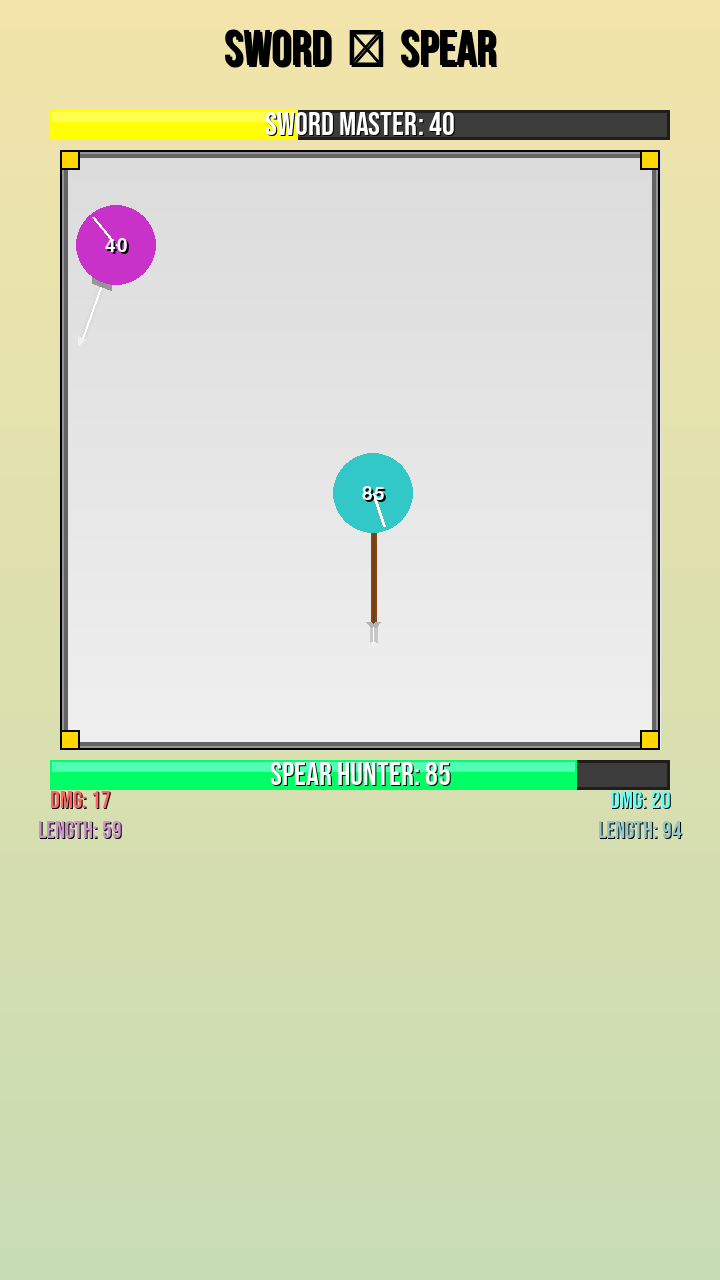 SWORD ☒ SPEAR
SWORD MASTER: 40
40
85
SPEAR HUNTER: 85
DMG: 17 DMG: 20
LENGTH: 59 LENGTH: 94